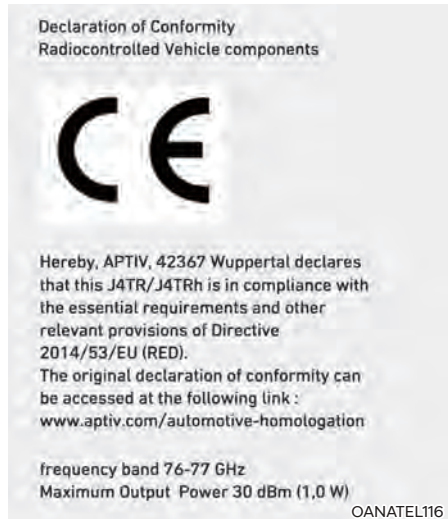 Declaration of Conformity
Radiocontrolled Vehicle components
CE
Hereby, APTIV, 42367 Wuppertal declares
that this J4TR/J4TRh is in compliance with
the essential requirements and other
relevant provisions of Directive
2014/53/EU (RED).
The original declaration of conformity can
be accessed at the following link :
www.aptiv.com/automotive-homologation
frequency band 76-77 GHz
Maximum Output Power 30 dBm (1,0 W)
OANATEL116